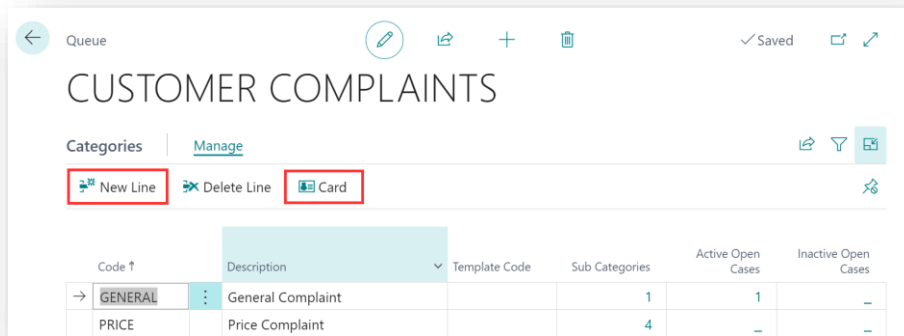 Queue
Saved
CUSTOMER COMPLAINTS
Categories Manage
New Line Delete Line Card
Code ↑ Description Template Code Sub Categories Active Open Cases Inactive Open Cases
GENERAL General Complaint 1 1 _
PRICE Price Complaint 4 _ _